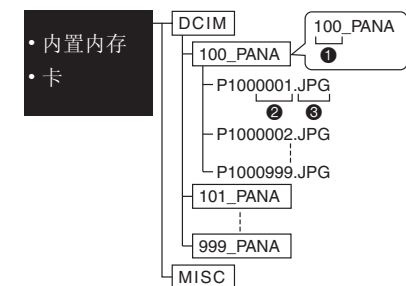 • 内置内存
• 卡
DCIM
100_PANA
100_PANA
❶
P1000001.JPG
❷ ❸
P1000002.JPG
P1000999.JPG
101_PANA
999_PANA
MISC